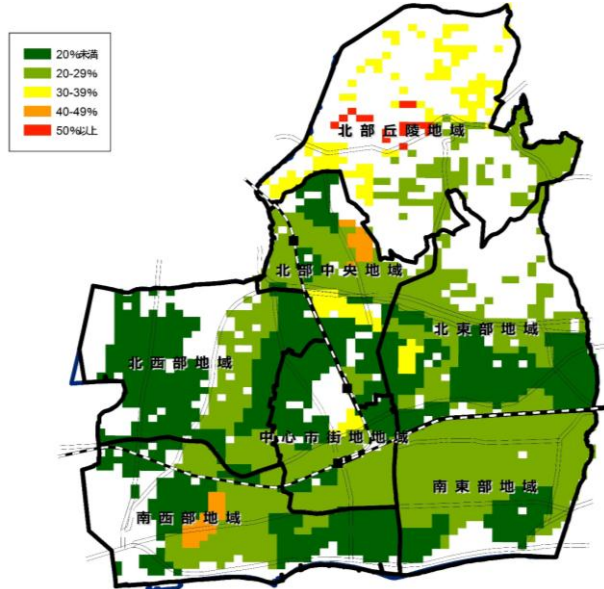 20%未満
20-29%
30-39%
40-49%
50%以上
北部丘陵地域
北部中央地域
北西部地域
北東部地域
中心市街地地域
南西部地域
南東部地域